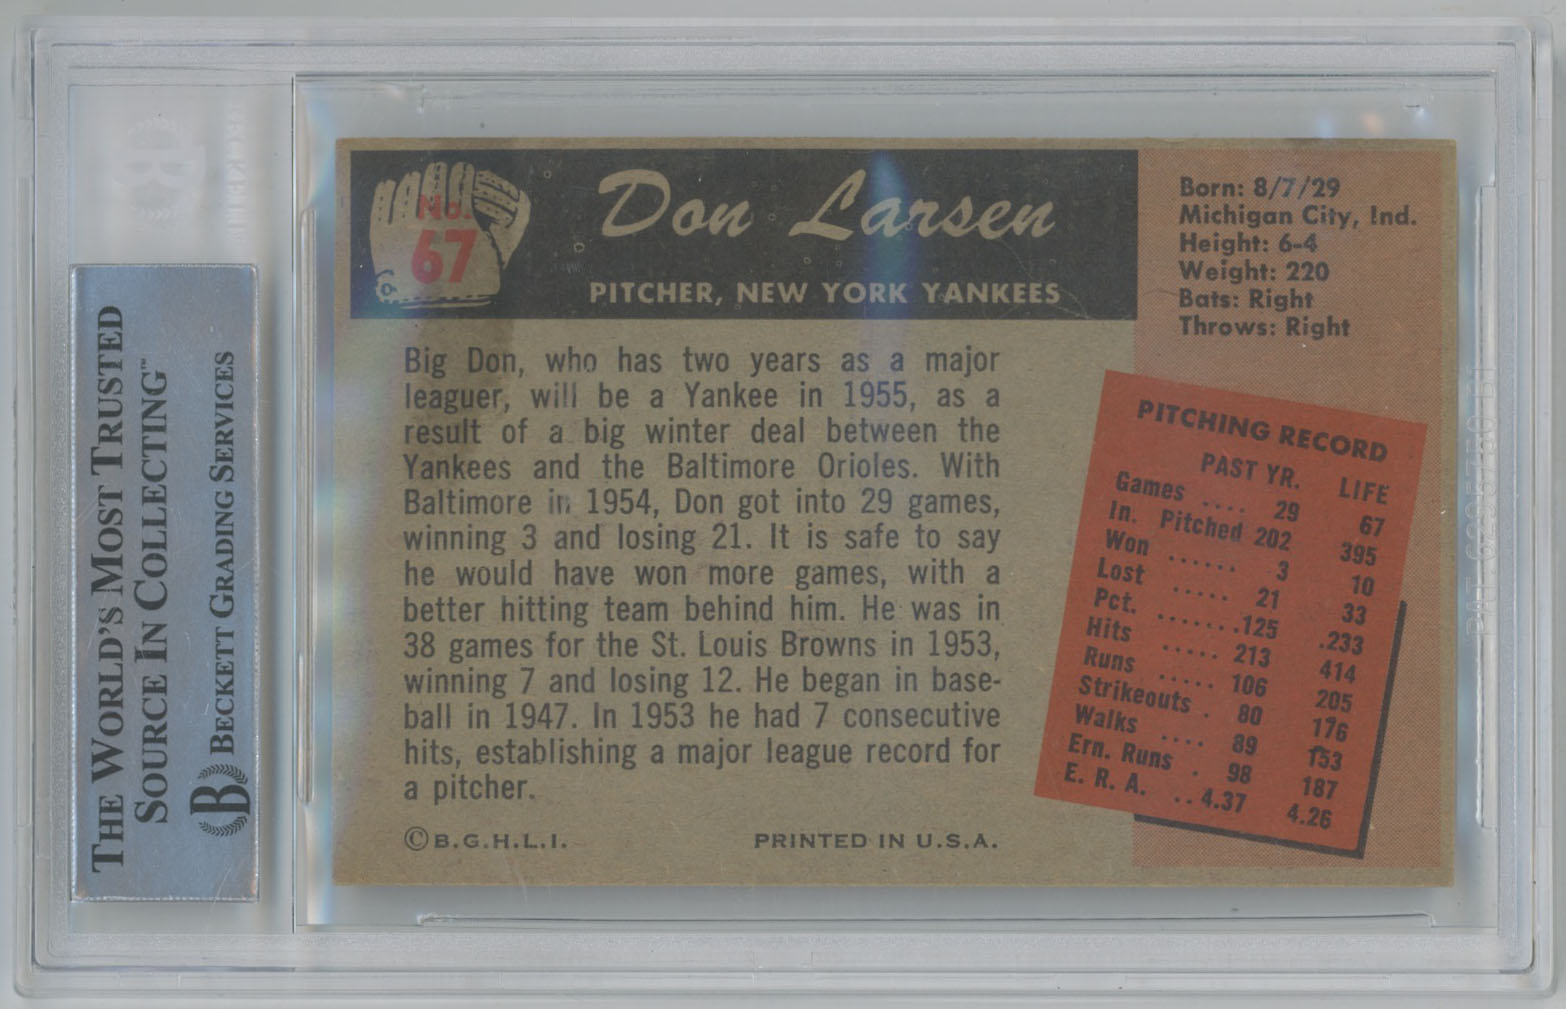 No.
67
Don Larsen
PITCHER, NEW YORK YANKEES
Born: 8/7/29
Michigan City, Ind.
Height: 6-4
Weight: 220
Bats: Right
Throws: Right
Big Don, who has two years as a major
leaguer, will be a Yankee in 1955, as a
result of a big winter deal between the
Yankees and the Baltimore Orioles. With
Baltimore in 1954, Don got into 29 games,
winning 3 and losing 21. It is safe to say
he would have won more games, with a
better hitting team behind him. He was in
38 games for the St. Louis Browns in 1953,
winning 7 and losing 12. He began in base-
ball in 1947. In 1953 he had 7 consecutive
hits, establishing a major league record for
a pitcher.
©B.G.H.L.I. PRINTED IN U.S.A.
PITCHING RECORD
PAST YR. LIFE
Games .... 29 67
In. Pitched 202 395
Won ...... 3 10
Lost ..... 21 33
Pct. .......125 .233
Hits ..... 213 414
Runs ..... 106 205
Strikeouts . 80 176
Walks .... 89 153
Ern. Runs . 98 187
E. R. A. ..4.37 4.26
THE WORLD'S MOST TRUSTED
SOURCE IN COLLECTING™
B BECKETT GRADING SERVICES